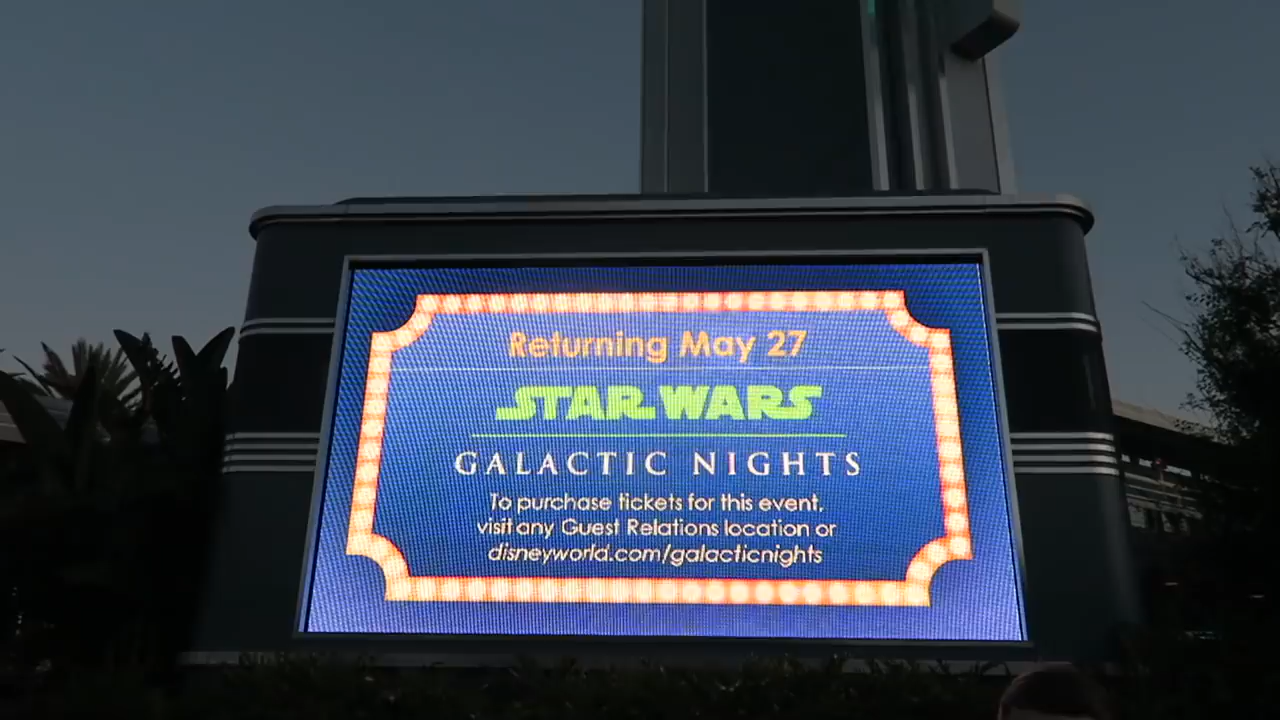 Returning May 27
STAR WARS
GALACTIC NIGHTS
To purchase tickets for this event,
visit any Guest Relations location or
disneyworld.com/galacticnights